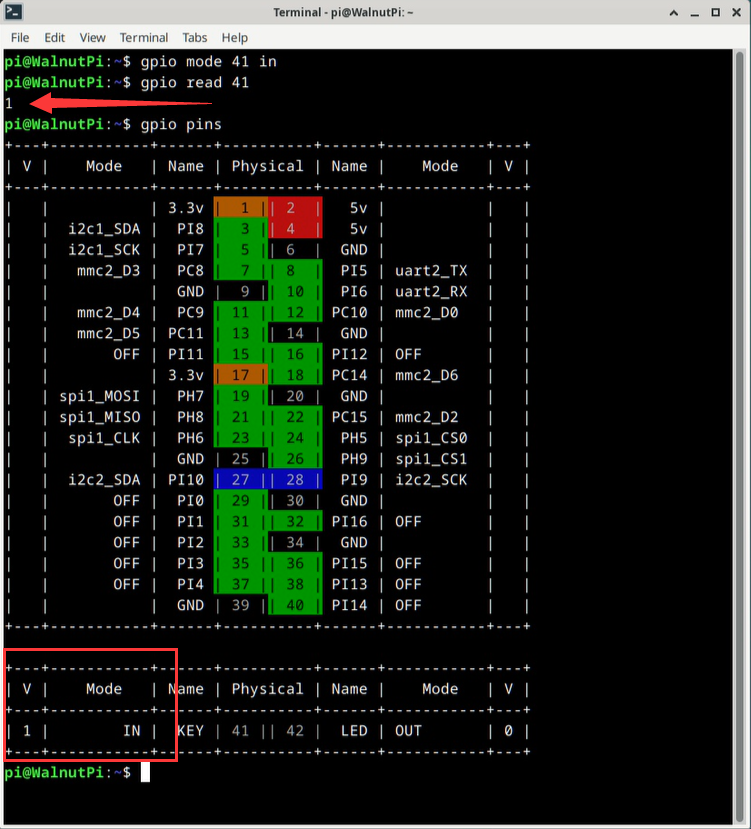 Terminal - pi@WalnutPi: ~
File Edit View Terminal Tabs Help
pi@WalnutPi:~$ gpio mode 41 in
pi@WalnutPi:~$ gpio read 41
1
pi@WalnutPi:~$ gpio pins
+---+-----------+------+----------+------+-----------+---+
| V |    Mode   | Name | Physical | Name |    Mode   | V |
+---+-----------+------+----------+------+-----------+---+
|   |           | 3.3v |  1 || 2  |  5v  |           |   |
|   |  i2c1_SDA |  PI8 |  3 || 4  |  5v  |           |   |
|   |  i2c1_SCK |  PI7 |  5 || 6  | GND  |           |   |
|   |   mmc2_D3 |  PC8 |  7 || 8  | PI5  | uart2_TX  |   |
|   |           |  GND |  9 || 10 | PI6  | uart2_RX  |   |
|   |   mmc2_D4 |  PC9 | 11 || 12 | PC10 | mmc2_D0   |   |
|   |   mmc2_D5 | PC11 | 13 || 14 | GND  |           |   |
|   |       OFF | PI11 | 15 || 16 | PI12 | OFF       |   |
|   |           | 3.3v | 17 || 18 | PC14 | mmc2_D6   |   |
|   | spi1_MOSI |  PH7 | 19 || 20 | GND  |           |   |
|   | spi1_MISO |  PH8 | 21 || 22 | PC15 | mmc2_D2   |   |
|   |  spi1_CLK |  PH6 | 23 || 24 | PH5  | spi1_CS0  |   |
|   |           |  GND | 25 || 26 | PH9  | spi1_CS1  |   |
|   |  i2c2_SDA | PI10 | 27 || 28 | PI9  | i2c2_SCK  |   |
|   |       OFF |  PI0 | 29 || 30 | GND  |           |   |
|   |       OFF |  PI1 | 31 || 32 | PI16 | OFF       |   |
|   |       OFF |  PI2 | 33 || 34 | GND  |           |   |
|   |       OFF |  PI3 | 35 || 36 | PI15 | OFF       |   |
|   |       OFF |  PI4 | 37 || 38 | PI13 | OFF       |   |
|   |           |  GND | 39 || 40 | PI14 | OFF       |   |
+---+-----------+------+----------+------+-----------+---+
+---+-----------+------+----------+------+-----------+---+
| V |    Mode   | Name | Physical | Name |    Mode   | V |
+---+-----------+------+----------+------+-----------+---+
| 1 |        IN |  KEY | 41 || 42 | LED  | OUT       | 0 |
+---+-----------+------+----------+------+-----------+---+
pi@WalnutPi:~$